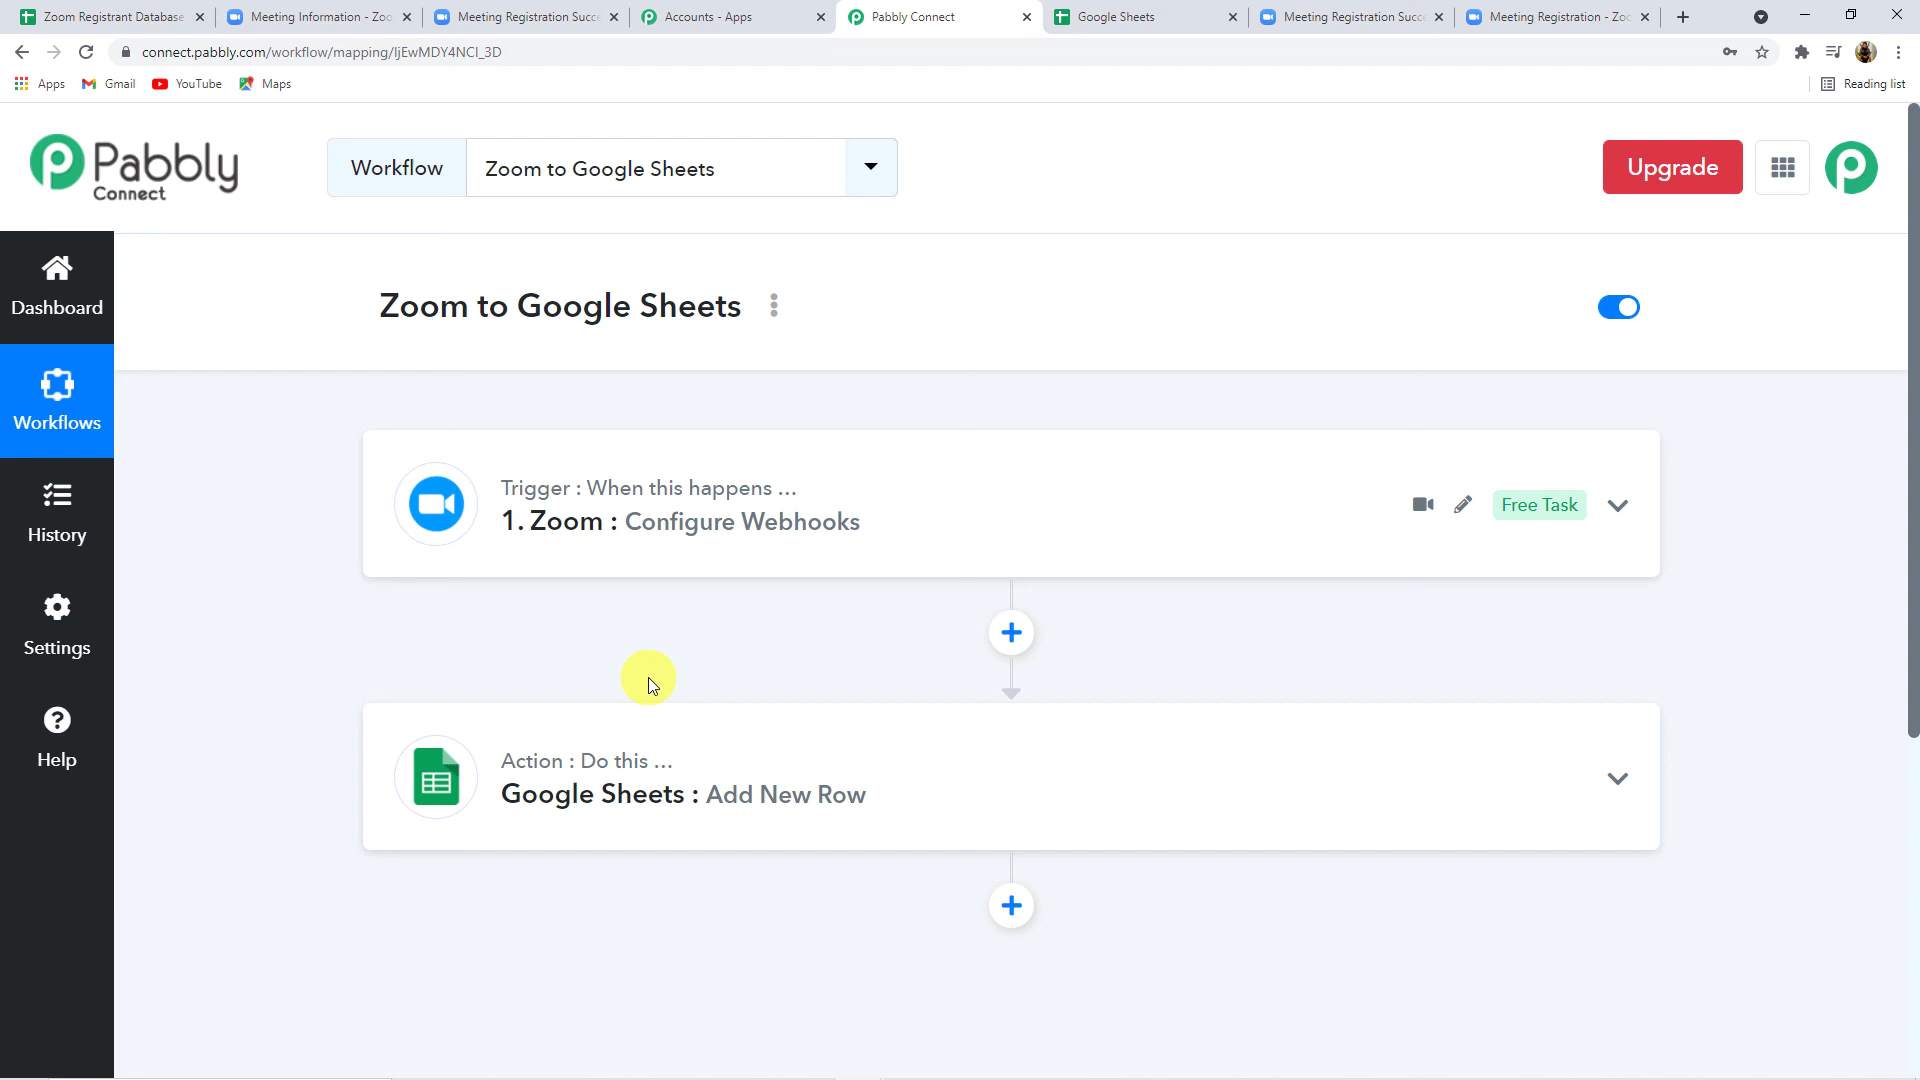 Zoom Registrant Database
Meeting Information - Zoo
Meeting Registration Succe
Accounts - Apps
Pabbly Connect
Google Sheets
Meeting Registration Succe
Meeting Registration - Zoo
connect.pabbly.com/workflow/mapping/IjEwMDY4NCI_3D
Apps
Gmail
YouTube
Maps
Reading list
Pabbly
Connect
Workflow
Zoom to Google Sheets
Upgrade
Dashboard
Workflows
History
Settings
Help
Zoom to Google Sheets
Trigger : When this happens ...
1. Zoom : Configure Webhooks
Free Task
Action : Do this ...
Google Sheets : Add New Row